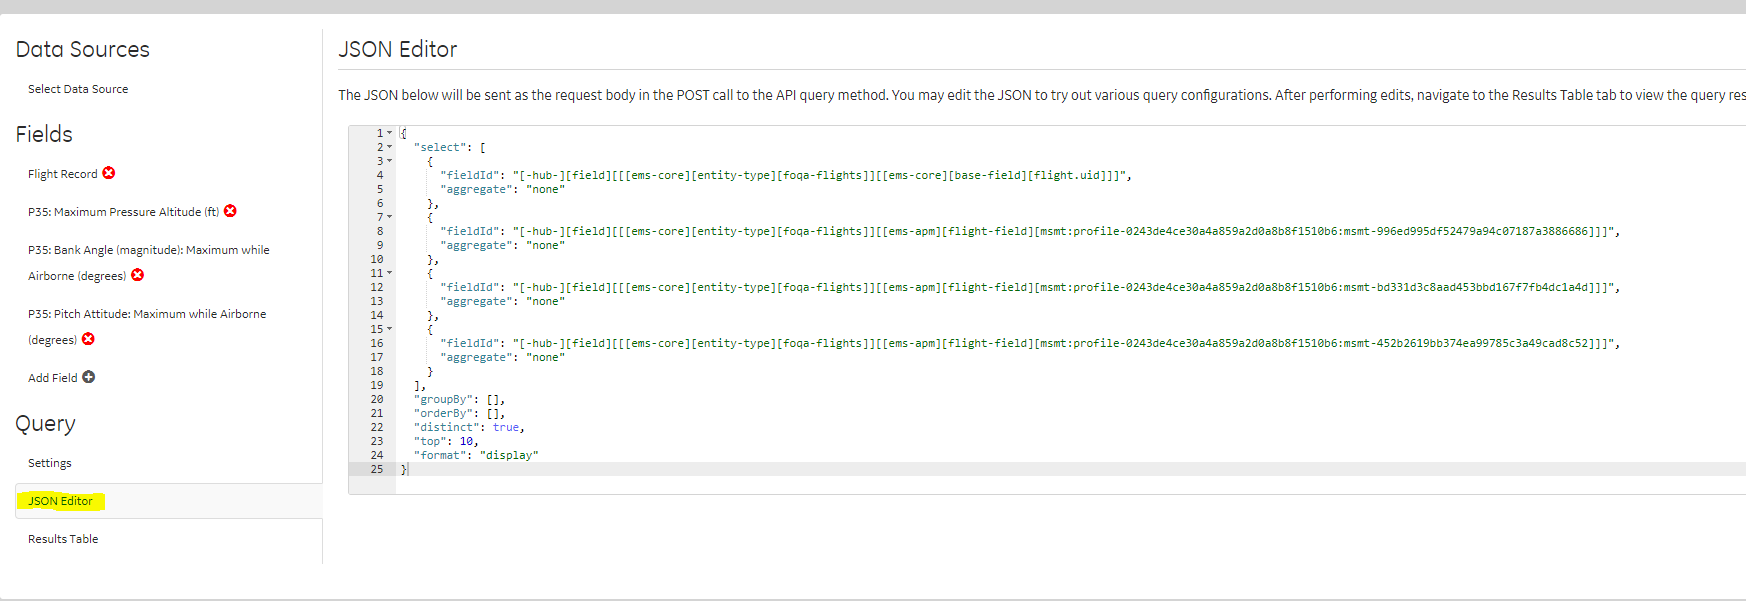 Data Sources
Select Data Source
Fields
Flight Record
P35: Maximum Pressure Altitude (ft)
P35: Bank Angle (magnitude): Maximum while
Airborne (degrees)
P35: Pitch Attitude: Maximum while Airborne
(degrees)
Add Field
Query
Settings
JSON Editor
Results Table
JSON Editor
The JSON below will be sent as the request body in the POST call to the API query method. You may edit the JSON to try out various query configurations. After performing edits, navigate to the Results Table tab to view the query res
1 {
2 "select": [
3 {
4 "fieldId": "[-hub-][field][[[ems-core][entity-type][foqa-flights]][[ems-core][base-field][flight.uid]]]",
5 "aggregate": "none"
6 },
7 {
8 "fieldId": "[-hub-][field][[[ems-core][entity-type][foqa-flights]][[ems-apm][flight-field][msmt:profile-0243de4ce30a4a859a2d0a8b8f1510b6:msmt-996ed995df52479a94c07187a3886686]]]",
9 "aggregate": "none"
10 },
11 {
12 "fieldId": "[-hub-][field][[[ems-core][entity-type][foqa-flights]][[ems-apm][flight-field][msmt:profile-0243de4ce30a4a859a2d0a8b8f1510b6:msmt-bd331d3c8aad453bbd167f7fb4dc1a4d]]]",
13 "aggregate": "none"
14 },
15 {
16 "fieldId": "[-hub-][field][[[ems-core][entity-type][foqa-flights]][[ems-apm][flight-field][msmt:profile-0243de4ce30a4a859a2d0a8b8f1510b6:msmt-452b2619bb374ea99785c3a49cad8c52]]]",
17 "aggregate": "none"
18 }
19 ],
20 "groupBy": [],
21 "orderBy": [],
22 "distinct": true,
23 "top": 10,
24 "format": "display"
25 }